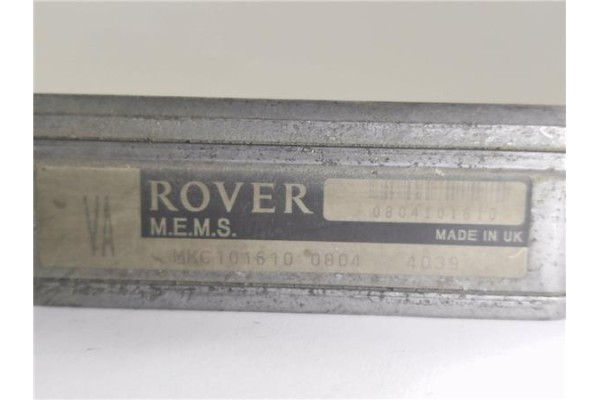 VA
ROVER
0804101610
M.E.M.S.
MADE IN UK
MKC101610 0804 4039